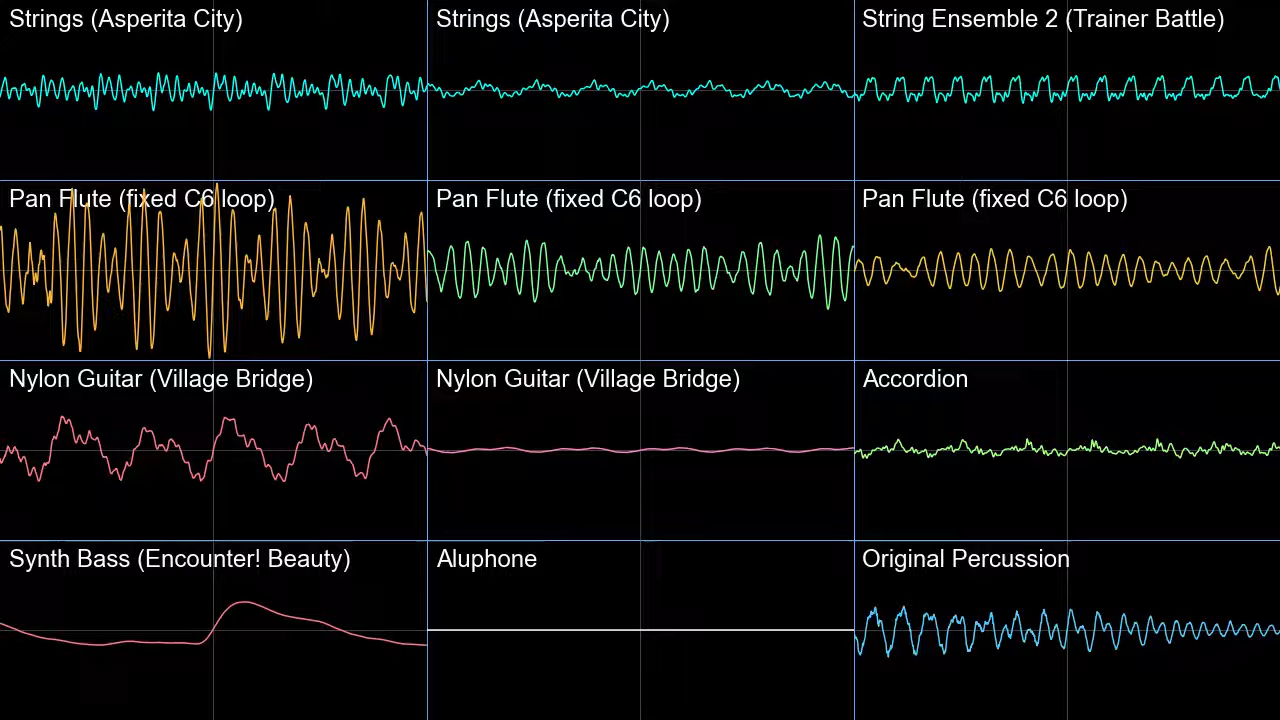 Strings (Asperita City)
Strings (Asperita City)
String Ensemble 2 (Trainer Battle)
Pan Flute (fixed C6 loop)
Pan Flute (fixed C6 loop)
Pan Flute (fixed C6 loop)
Nylon Guitar (Village Bridge)
Nylon Guitar (Village Bridge)
Accordion
Synth Bass (Encounter! Beauty)
Aluphone
Original Percussion